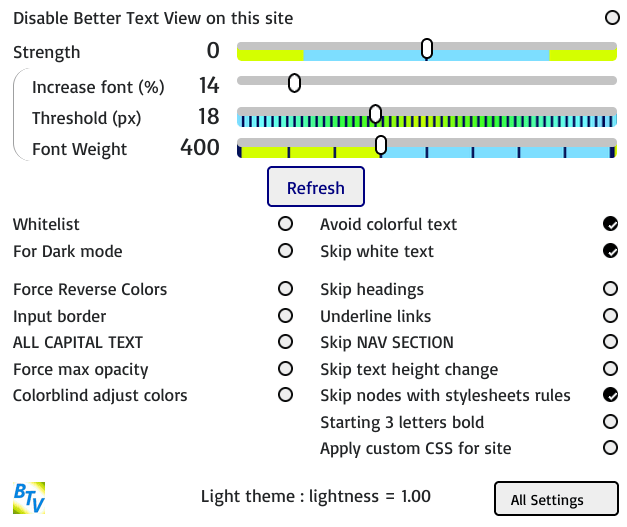 Disable Better Text View on this site
Strength 0
Increase font (%) 14
Threshold (px) 18
Font Weight 400
Refresh
Whitelist Avoid colorful text
For Dark mode Skip white text
Force Reverse Colors Skip headings
Input border Underline links
ALL CAPITAL TEXT Skip NAV SECTION
Force max opacity Skip text height change
Colorblind adjust colors Skip nodes with stylesheets rules
Starting 3 letters bold
Apply custom CSS for site
BTV Light theme : lightness = 1.00 All Settings